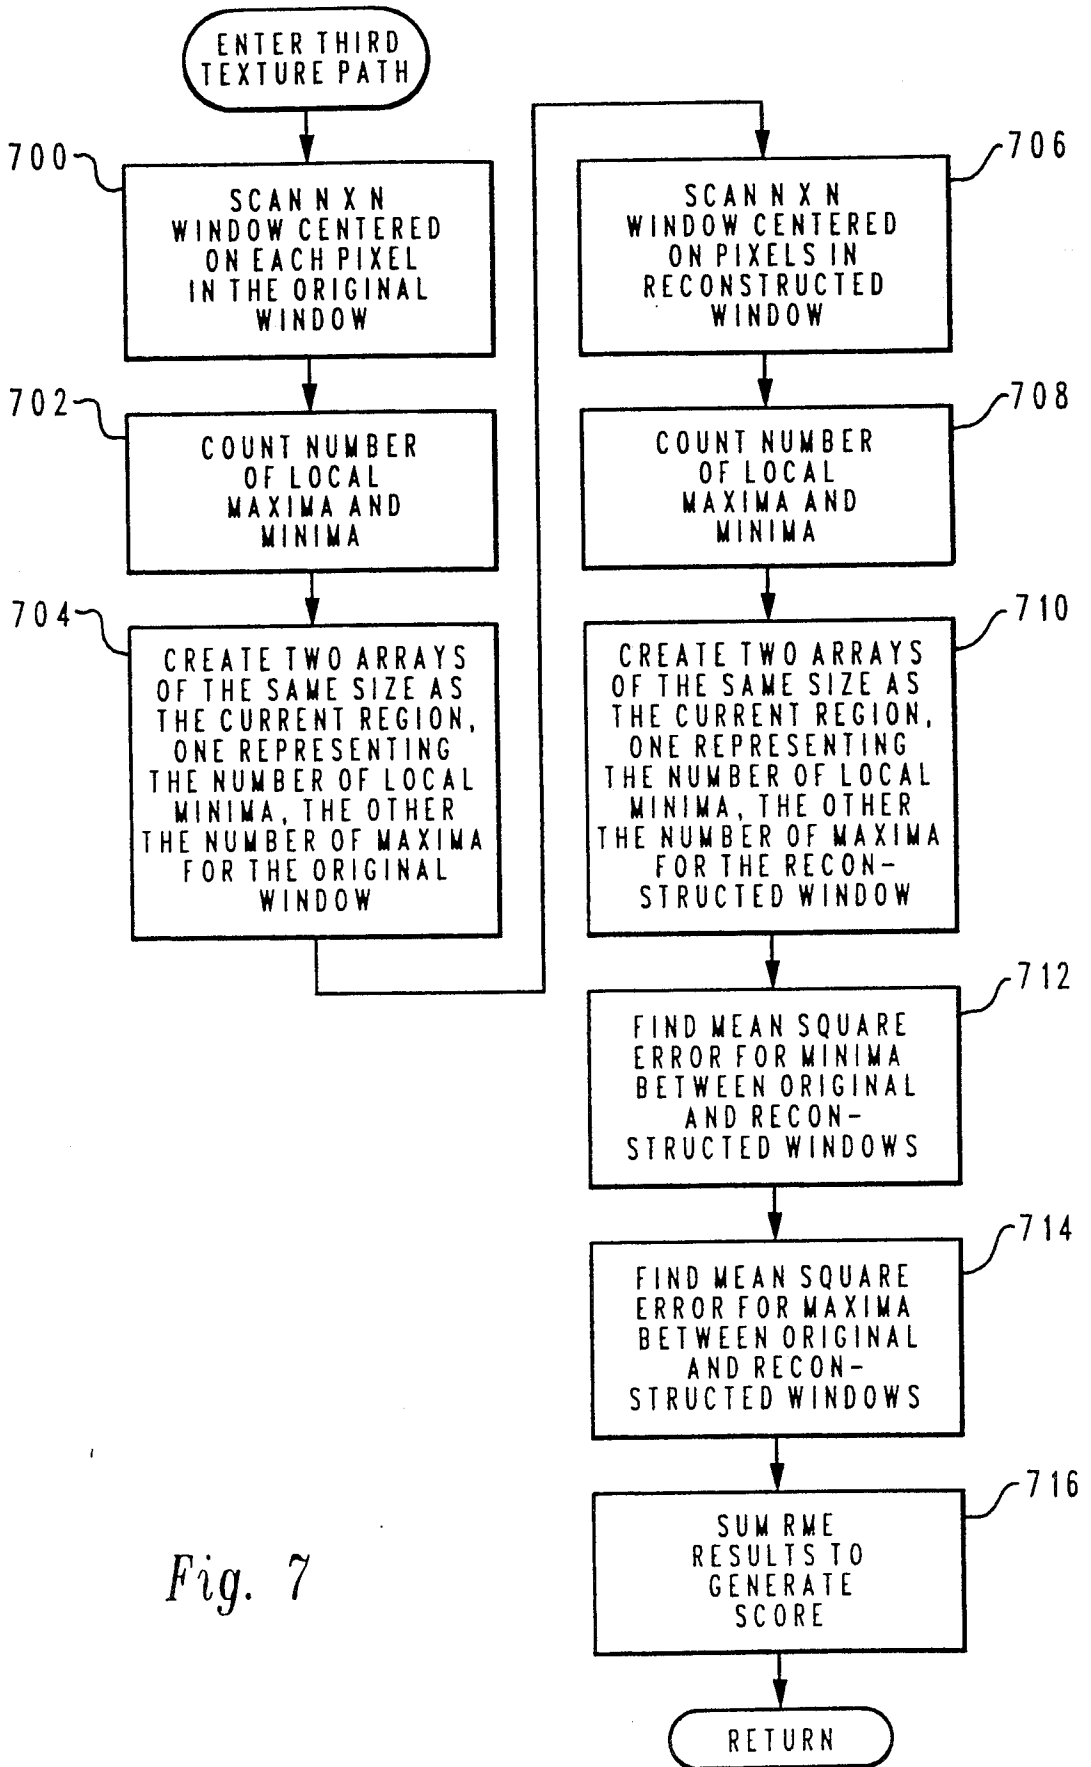 ENTER THIRD
TEXTURE PATH
700
SCAN N X N
WINDOW CENTERED
ON EACH PIXEL
IN THE ORIGINAL
WINDOW
702
COUNT NUMBER
OF LOCAL
MAXIMA AND
MINIMA
704
CREATE TWO ARRAYS
OF THE SAME SIZE AS
THE CURRENT REGION,
ONE REPRESENTING
THE NUMBER OF LOCAL
MINIMA, THE OTHER
THE NUMBER OF MAXIMA
FOR THE ORIGINAL
WINDOW
706
SCAN N X N
WINDOW CENTERED
ON PIXELS IN
RECONSTRUCTED
WINDOW
708
COUNT NUMBER
OF LOCAL
MAXIMA AND
MINIMA
710
CREATE TWO ARRAYS
OF THE SAME SIZE AS
THE CURRENT REGION,
ONE REPRESENTING
THE NUMBER OF LOCAL
MINIMA, THE OTHER
THE NUMBER OF MAXIMA
FOR THE RECON-
STRUCTED WINDOW
712
FIND MEAN SQUARE
ERROR FOR MINIMA
BETWEEN ORIGINAL
AND RECON-
STRUCTED WINDOWS
714
FIND MEAN SQUARE
ERROR FOR MAXIMA
BETWEEN ORIGINAL
AND RECON-
STRUCTED WINDOWS
716
SUM RME
RESULTS TO
GENERATE
SCORE
RETURN
Fig. 7